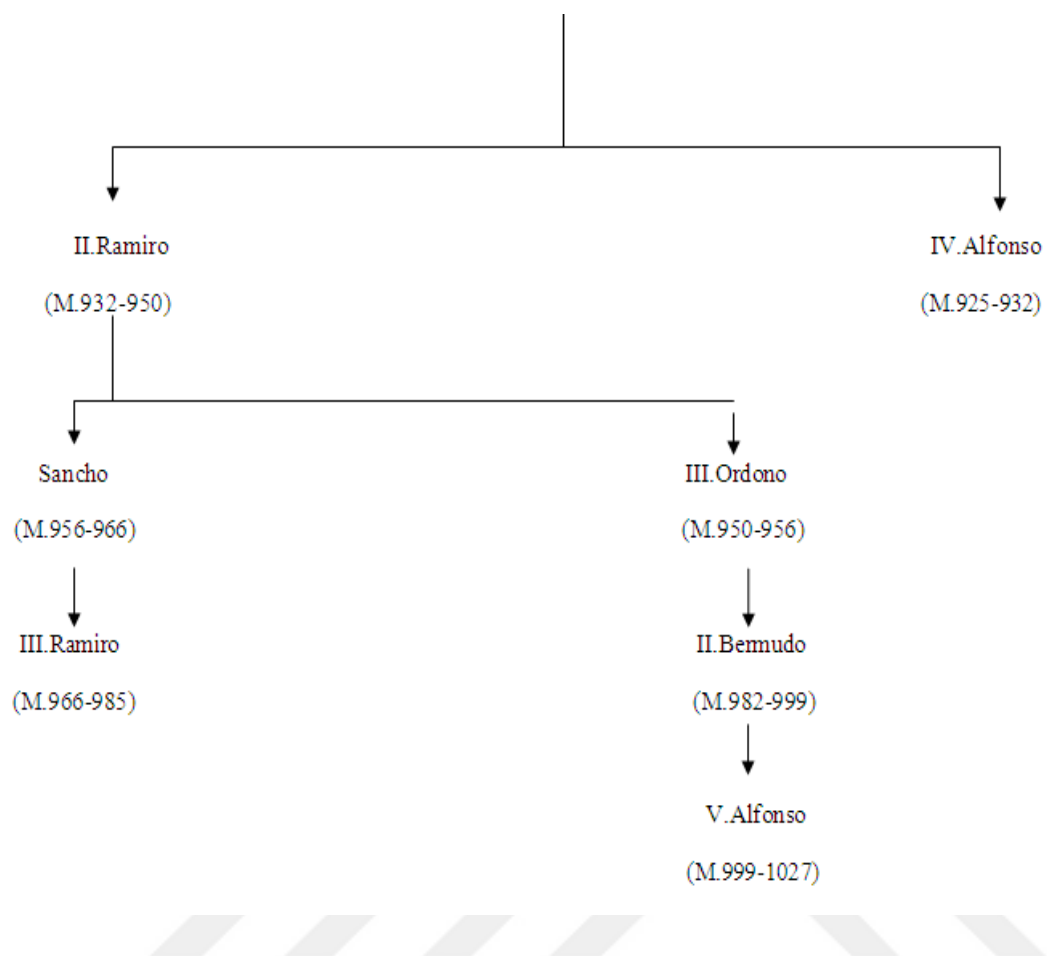 II.Ramiro
IV.Alfonso
(M.932-950)
(M.925-932)
Sancho
III.Ordono
(M.956-966)
(M.950-956)
III.Ramiro
II.Bermudo
(M.966-985)
(M.982-999)
V.Alfonso
(M.999-1027)